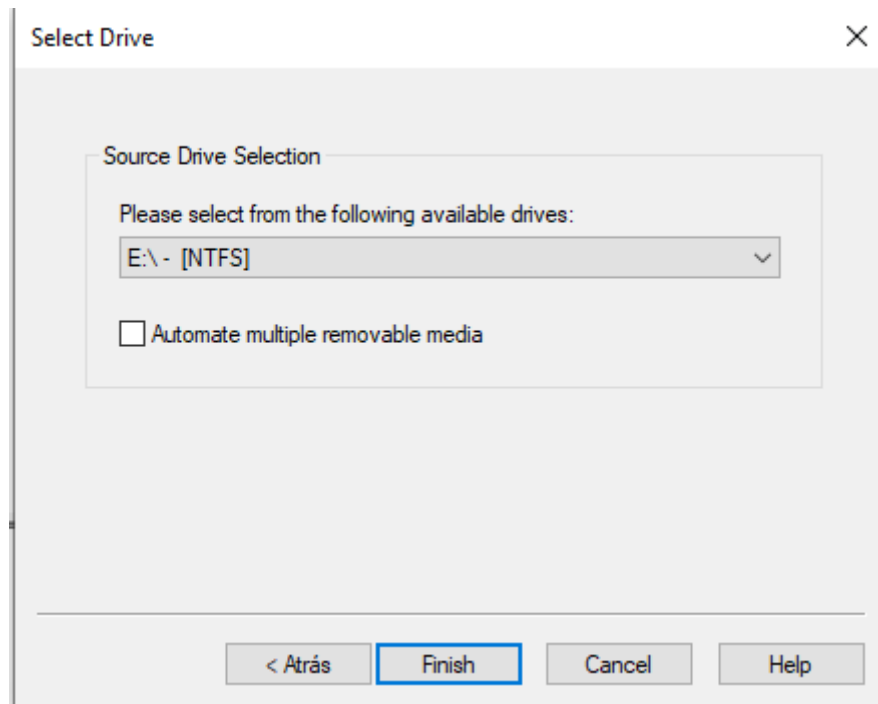 Select Drive
Source Drive Selection
Please select from the following available drives:
E:\ - [NTFS]
Automate multiple removable media
< Atrás
Finish
Cancel
Help